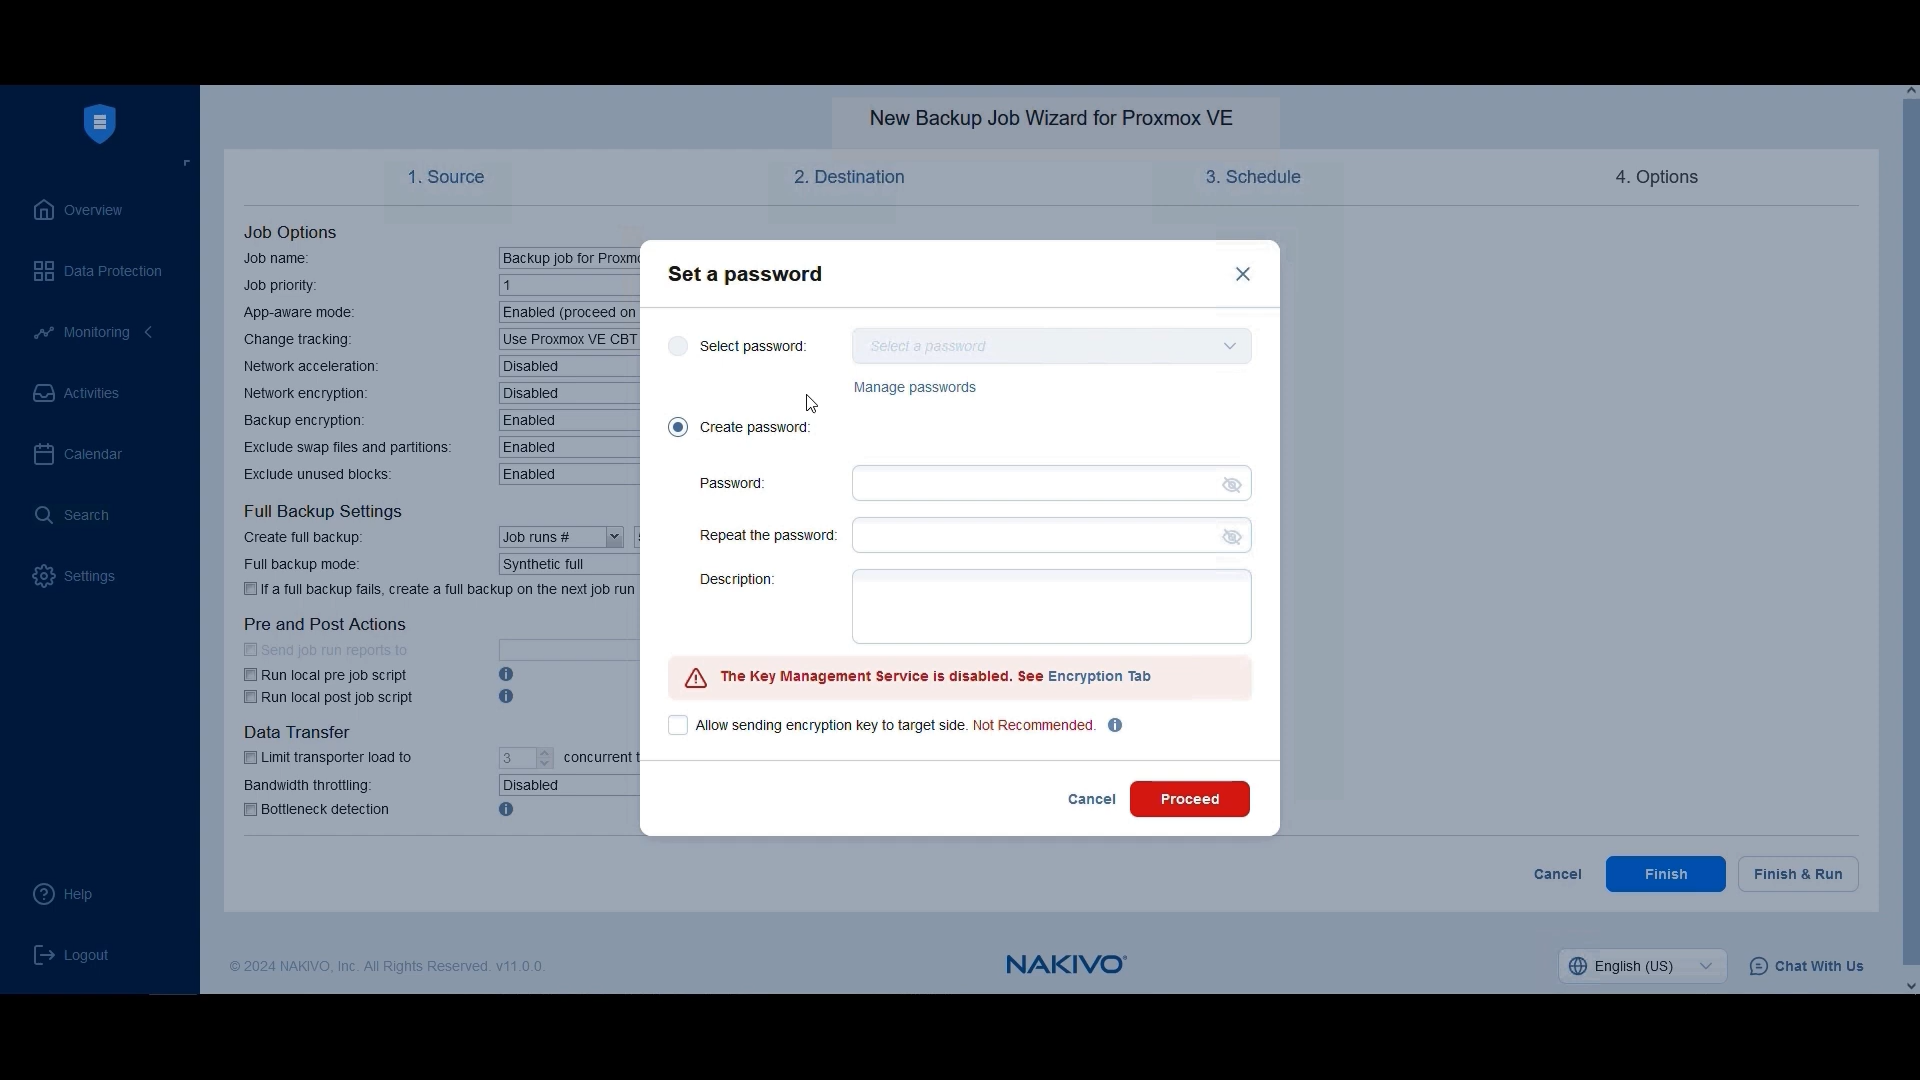 New Backup Job Wizard for Proxmox VE
1. Source
2. Destination
3. Schedule
4. Options
Overview
Data Protection
Monitoring
Activities
Calendar
Search
Settings
Help
Logout
Job Options
Job name:
Backup job for Proxmo
Job priority:
1
App-aware mode:
Enabled (proceed on
Change tracking:
Use Proxmox VE CBT
Network acceleration:
Disabled
Network encryption:
Disabled
Backup encryption:
Enabled
Exclude swap files and partitions:
Enabled
Exclude unused blocks:
Enabled
Full Backup Settings
Create full backup:
Job runs #
Full backup mode:
Synthetic full
If a full backup fails, create a full backup on the next job run
Pre and Post Actions
Send job run reports to
Run local pre job script
Run local post job script
Data Transfer
Limit transporter load to
3
concurrent t
Bandwidth throttling:
Disabled
Bottleneck detection
Set a password
Select password:
Select a password
Manage passwords
Create password:
Password:
Repeat the password:
Description:
The Key Management Service is disabled. See Encryption Tab
Allow sending encryption key to target side. Not Recommended.
Cancel
Proceed
Cancel
Finish
Finish & Run
© 2024 NAKIVO, Inc. All Rights Reserved. v11.0.0.
NAKIVO®
English (US)
Chat With Us